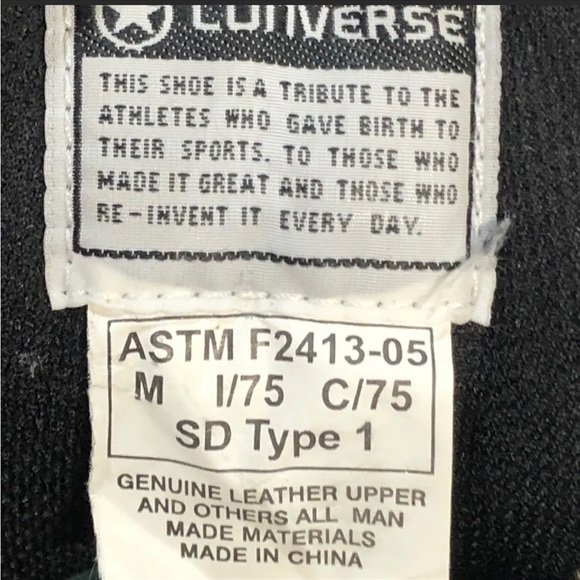 CONVERSE
THIS SHOE IS A TRIBUTE TO THE
ATHLETES WHO GAVE BIRTH TO
THEIR SPORTS. TO THOSE WHO
MADE IT GREAT AND THOSE WHO
RE-INVENT IT EVERY DAY.
ASTM F2413-05
M I/75 C/75
SD Type 1
GENUINE LEATHER UPPER
AND OTHERS ALL MAN
MADE MATERIALS
MADE IN CHINA